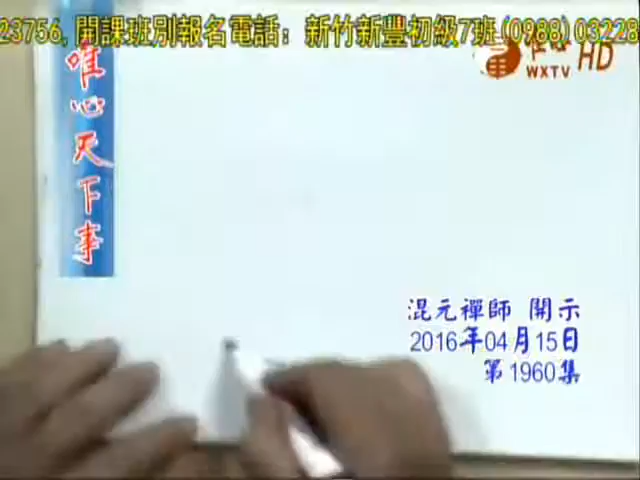 23756, 開課班別報名電話: 新竹新豐初級7班 (0988) 03228
唯心 HD
WXTV
唯心天下事
混元禪師 開示
2016年04月15日
第1960集